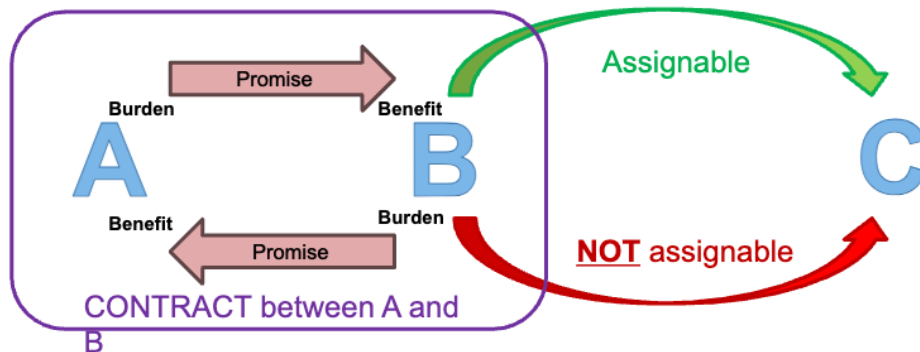 Promise
Assignable
Burden
Benefit
A
B
C
Benefit
Burden
Promise
NOT assignable
CONTRACT between A and
B